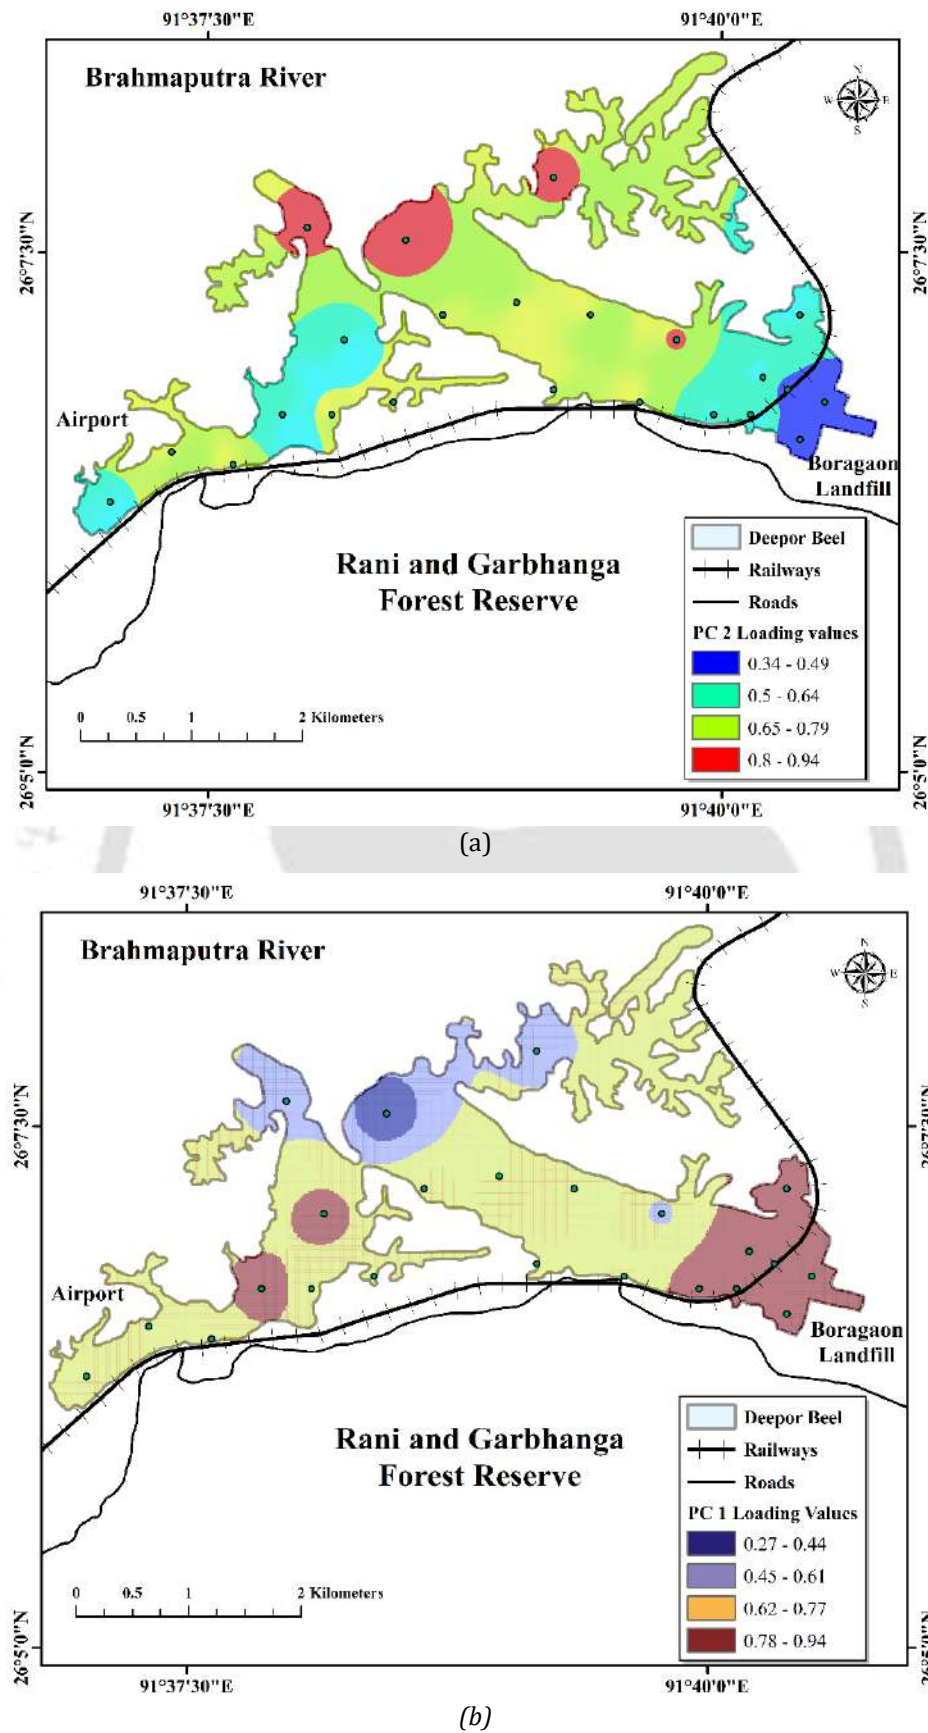 91°37'30"E 91°40'0"E
Brahmaputra River
N
W E
S
26°7'30"N 26°7'30"N
Airport
Boragaon
Landfill
Rani and Garbhanga
Forest Reserve
Deepor Beel
Railways
Roads
PC 2 Loading values
0.34 - 0.49
0.5 - 0.64
0.65 - 0.79
0.8 - 0.94
0 0.5 1 2 Kilometers
26°5'0"N 26°5'0"N
91°37'30"E 91°40'0"E
(a)
91°37'30"E 91°40'0"E
Brahmaputra River
N
W E
S
26°7'30"N 26°7'30"N
Airport
Boragaon
Landfill
Rani and Garbhanga
Forest Reserve
Deepor Beel
Railways
Roads
PC 1 Loading Values
0.27 - 0.44
0.45 - 0.61
0.62 - 0.77
0.78 - 0.94
0 0.5 1 2 Kilometers
26°5'0"N 26°5'0"N
91°37'30"E 91°40'0"E
(b)